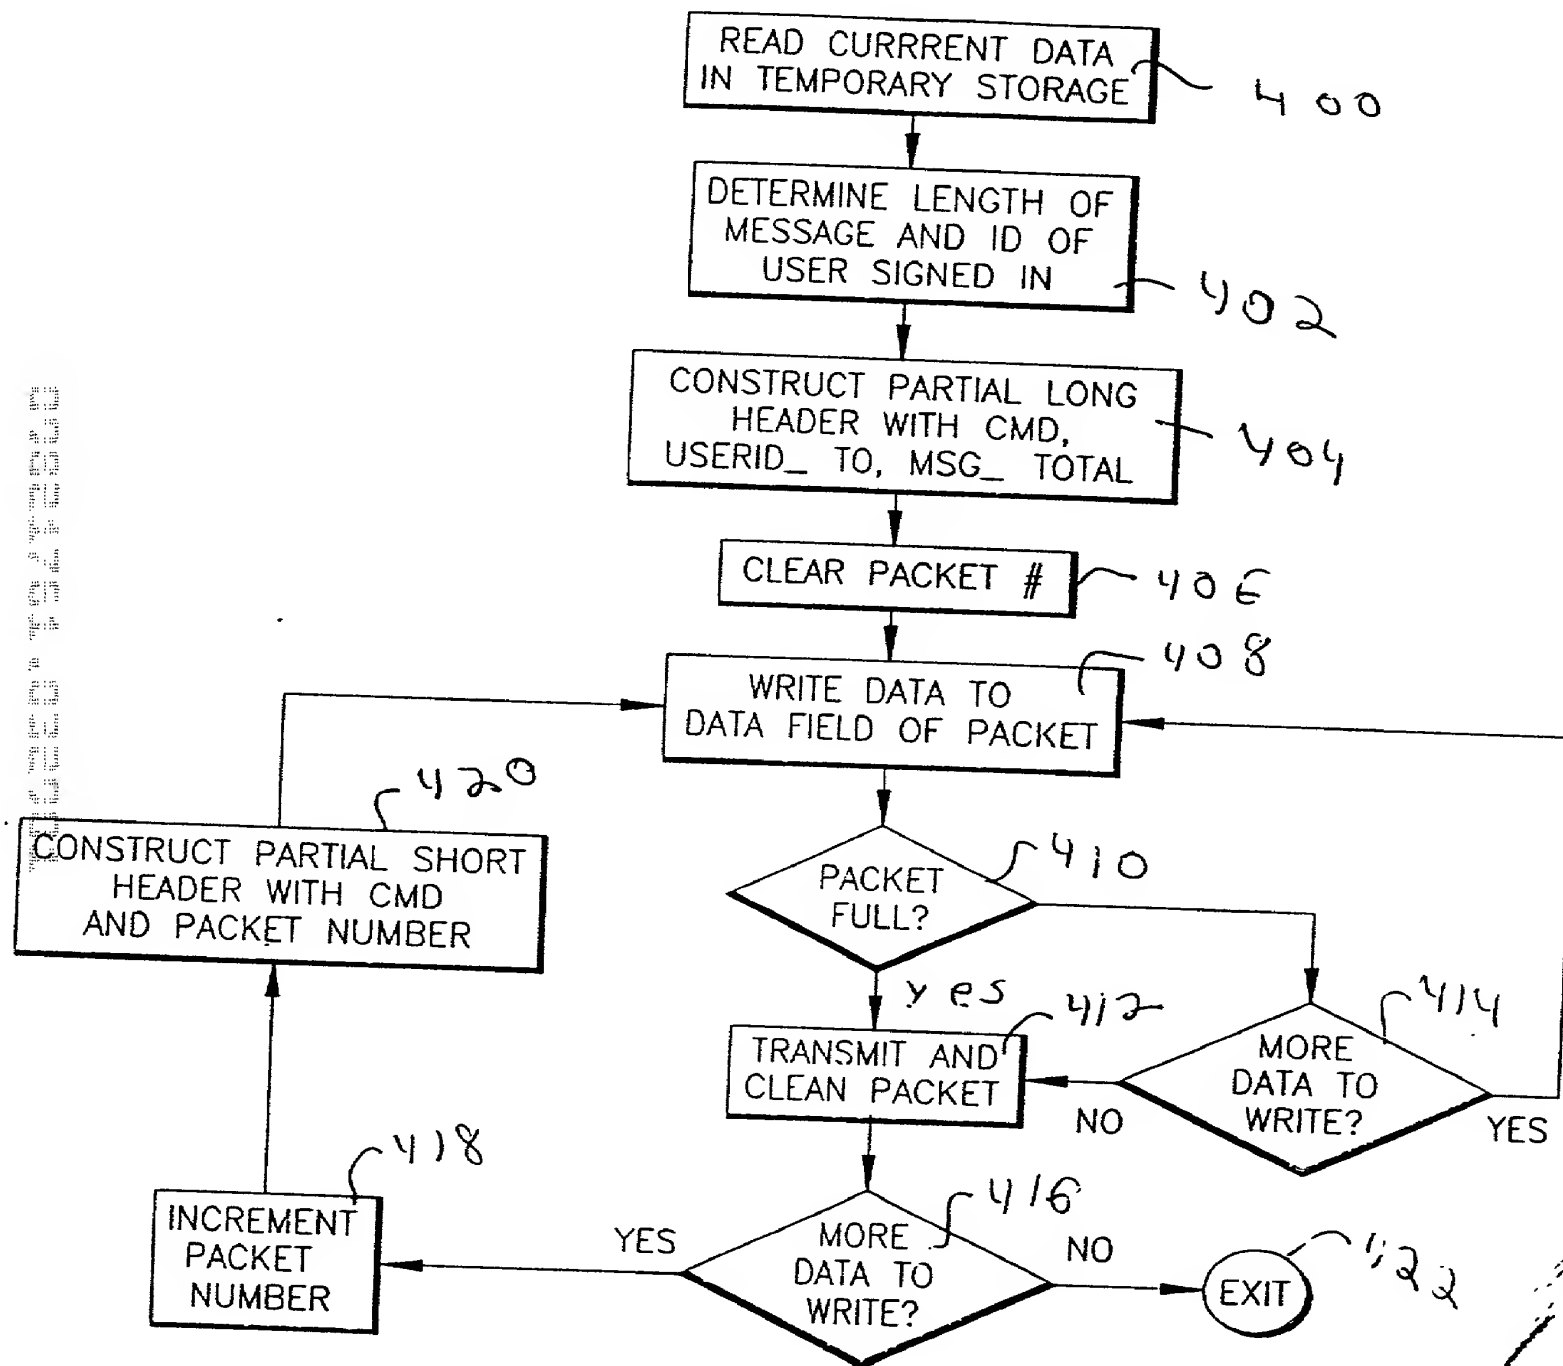 READ CURRRENT DATA
IN TEMPORARY STORAGE
400
DETERMINE LENGTH OF
MESSAGE AND ID OF
USER SIGNED IN
402
CONSTRUCT PARTIAL LONG
HEADER WITH CMD,
USERID_ TO, MSG_ TOTAL
404
CLEAR PACKET #
406
408
WRITE DATA TO
DATA FIELD OF PACKET
420
CONSTRUCT PARTIAL SHORT
HEADER WITH CMD
AND PACKET NUMBER
410
PACKET
FULL?
yes
412
TRANSMIT AND
CLEAN PACKET
414
MORE
DATA TO
WRITE?
NO
YES
418
INCREMENT
PACKET
NUMBER
416
MORE
DATA TO
WRITE?
YES
NO
EXIT
422